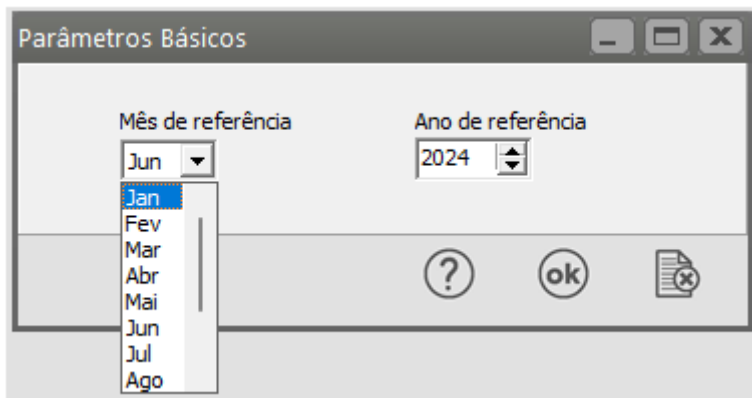 Parâmetros Básicos
Mês de referência
Ano de referência
Jun
2024
Jan
Fev
Mar
Abr
Mai
Jun
Jul
Ago
?
ok